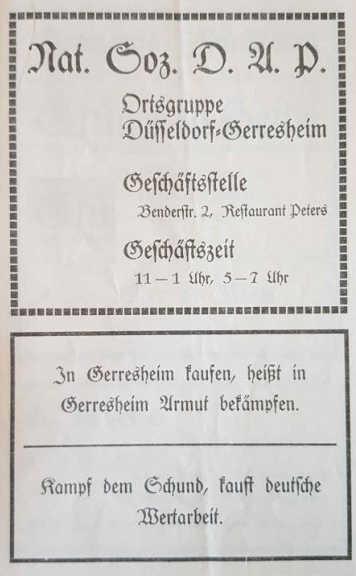 Nat. Soz. D. A. P.
Ortsgruppe
Düsseldorf-Gerresheim
Geschäftsstelle
Benderstr. 2, Restaurant Peters
Geschäftszeit
11—1 Uhr, 5—7 Uhr
In Gerresheim kaufen, heißt in
Gerresheim Armut bekämpfen.
Kampf dem Schund, kauft deutsche
Wertarbeit.